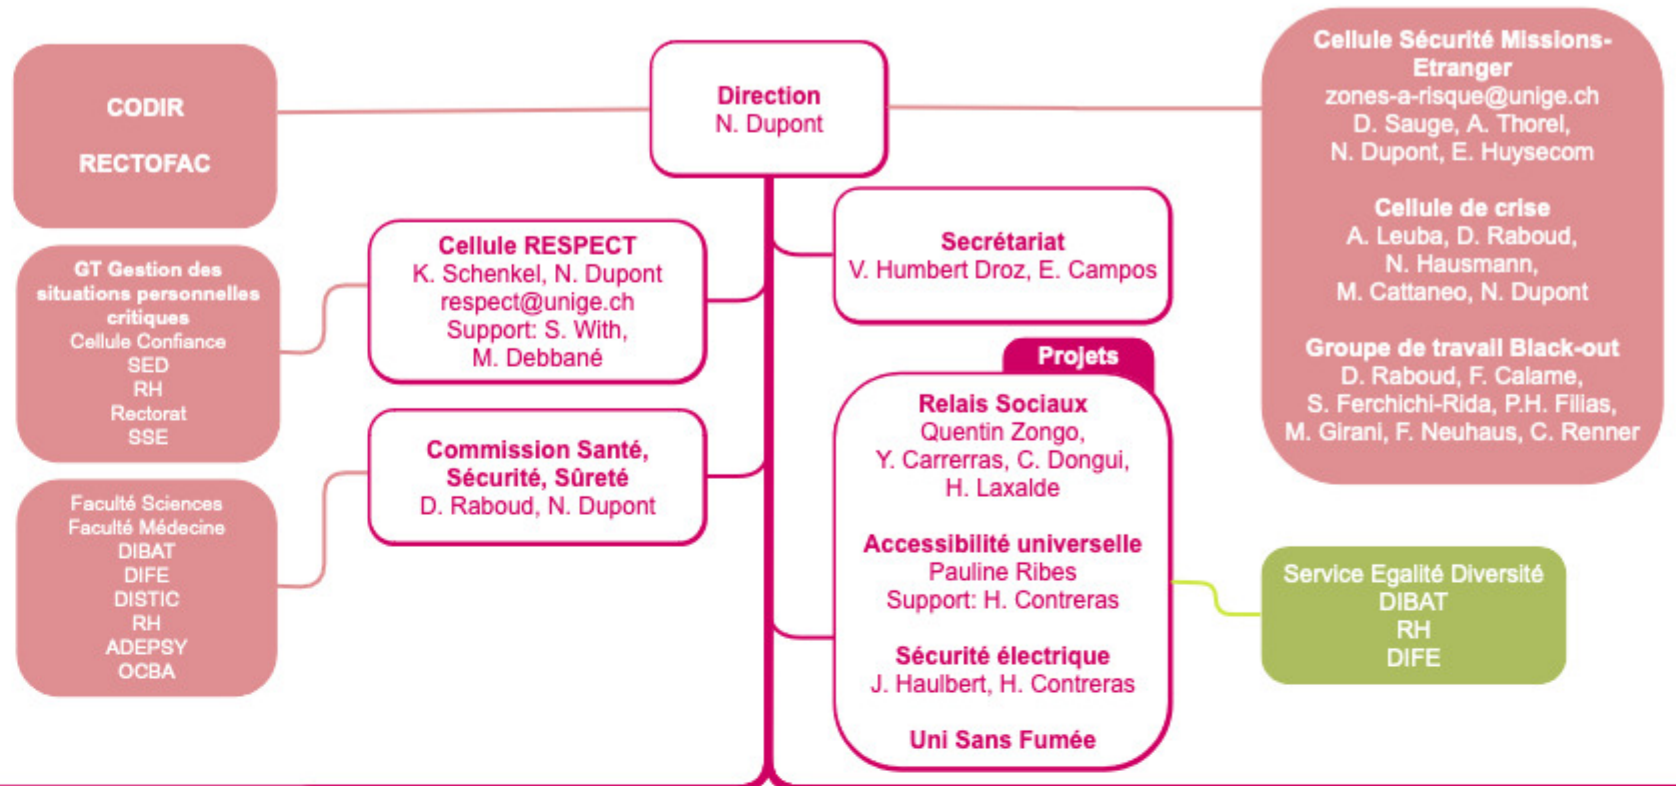 CODIR
RECTOFAC
Direction
N. Dupont
Cellule Sécurité MIssions-
Etranger
zones-a-risque@unige.ch
D. Sauge, A. Thorel,
N. Dupont, E. Huysecom
Cellule de crise
A. Leuba, D. Raboud,
N. Hausmann,
M. Cattaneo, N. Dupont
Groupe de travail Black-out
D. Raboud, F. Calame,
S. Ferchichi-Rida, P.H. Filias,
M. Girani, F. Neuhaus, C. Renner
GT Gestion des
situations personnelles
critiques
Cellule Confiance
SED
RH
Rectorat
SSE
Cellule RESPECT
K. Schenkel, N. Dupont
respect@unige.ch
Support: S. With,
M. Debbané
Secrétariat
V. Humbert Droz, E. Campos
Faculté Sciences
Faculté Médecine
DIBAT
DIFE
DISTIC
RH
ADEPSY
OCBA
Commission Santé,
Sécurité, Sûreté
D. Raboud, N. Dupont
Projets
Relais Sociaux
Quentin Zongo,
Y. Carrerras, C. Dongui,
H. Laxalde
Accessibilité universelle
Pauline Ribes
Support: H. Contreras
Sécurité électrique
J. Haulbert, H. Contreras
Uni Sans Fumée
Service Egalité Diversité
DIBAT
RH
DIFE